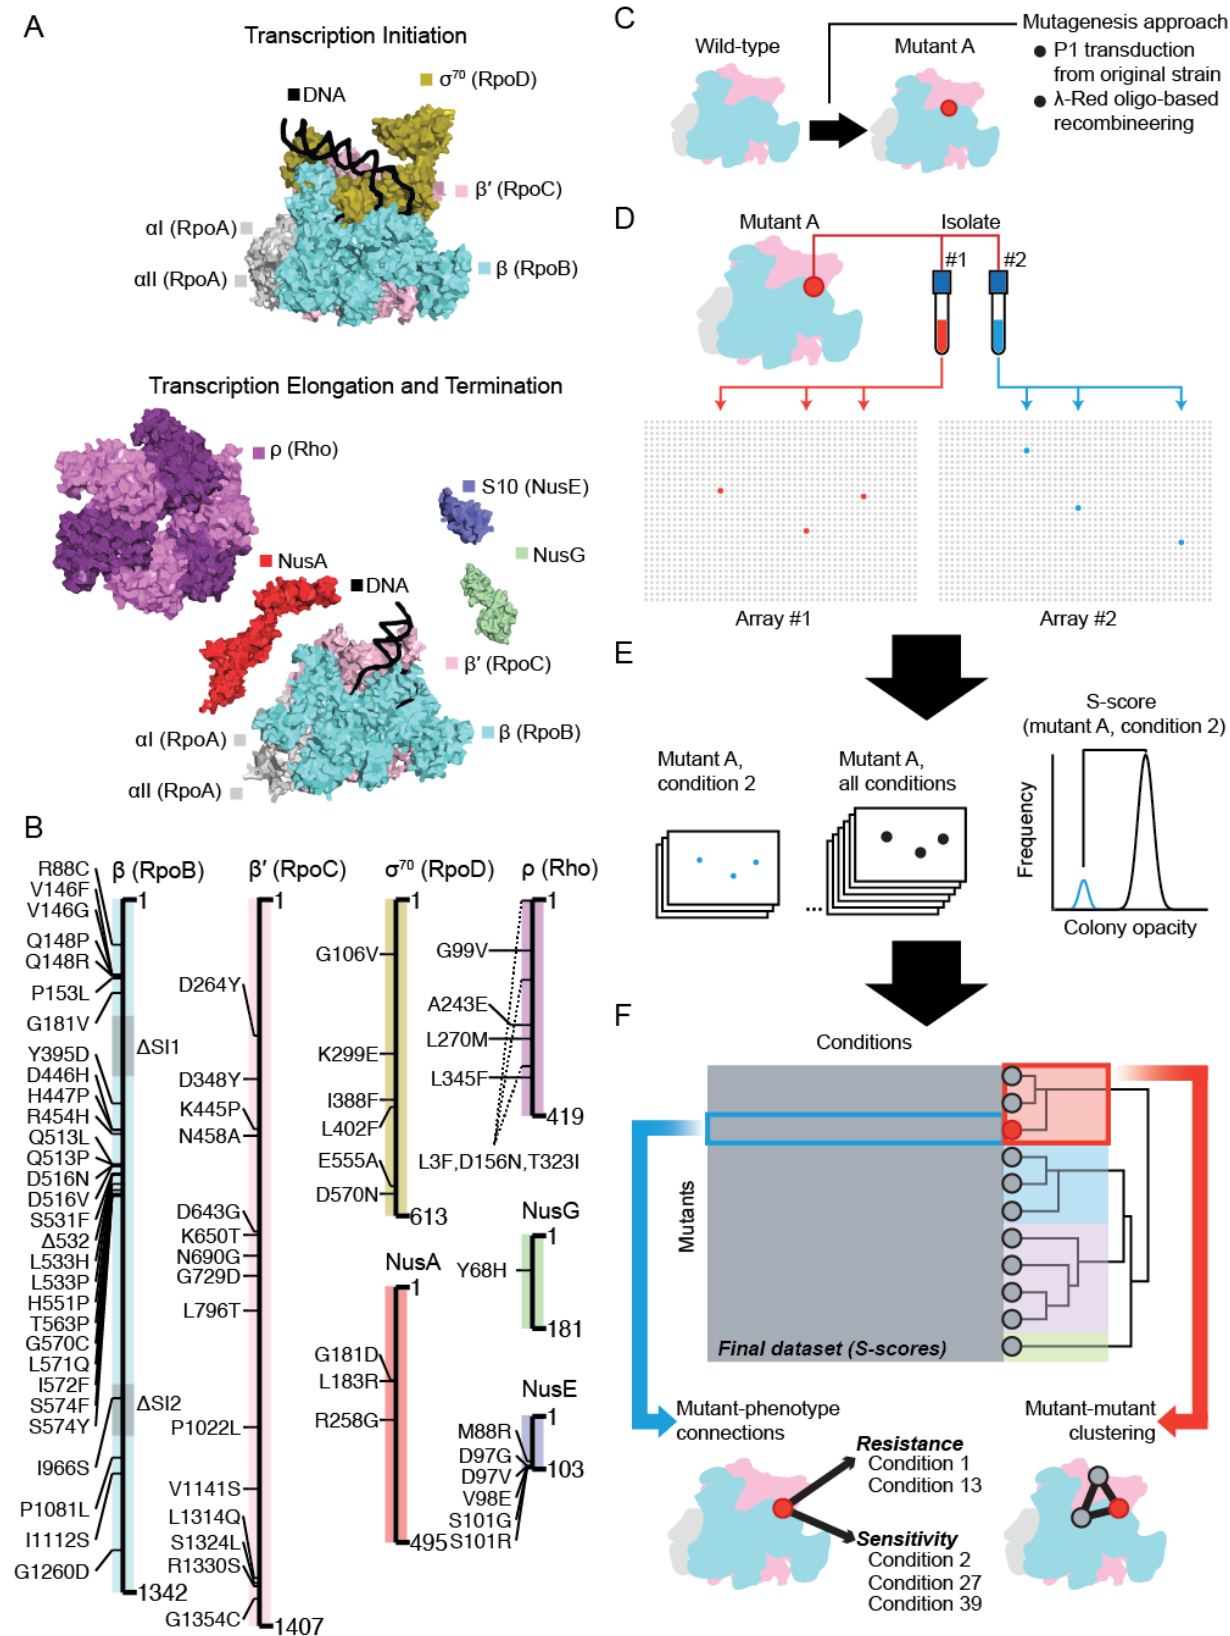 A
Transcription Initiation
σ⁷⁰ (RpoD)
DNA
β′ (RpoC)
αI (RpoA)
αII (RpoA)
β (RpoB)
Transcription Elongation and Termination
ρ (Rho)
S10 (NusE)
NusG
NusA
DNA
β′ (RpoC)
αI (RpoA)
β (RpoB)
αII (RpoA)
B
β (RpoB)
R88C
V146F
V146G
Q148P
Q148R
P153L
G181V
Y395D
D446H
H447P
R454H
Q513L
Q513P
D516N
D516V
S531F
Δ532
L533H
L533P
H551P
T563P
G570C
L571Q
I572F
S574F
S574Y
I966S
P1081L
I1112S
G1260D
1
ΔSI1
ΔSI2
1342
β′ (RpoC)
1
D264Y
D348Y
K445P
N458A
D643G
K650T
N690G
G729D
L796T
P1022L
V1141S
L1314Q
S1324L
R1330S
G1354C
1407
σ⁷⁰ (RpoD)
1
G106V
K299E
I388F
L402F
E555A
D570N
613
NusA
1
G181D
L183R
R258G
495
ρ (Rho)
1
G99V
A243E
L270M
L345F
419
L3F,D156N,T323I
NusG
1
Y68H
181
NusE
1
M88R
D97G
D97V
V98E
S101G
S101R
103
C
Wild-type
Mutant A
Mutagenesis approach
P1 transduction
from original strain
λ-Red oligo-based
recombineering
D
Mutant A
Isolate
#1
#2
Array #1
Array #2
E
Mutant A,
condition 2
Mutant A,
all conditions
...
S-score
(mutant A, condition 2)
Frequency
Colony opacity
F
Conditions
Mutants
Final dataset (S-scores)
Mutant-phenotype
connections
Resistance
Condition 1
Condition 13
Sensitivity
Condition 2
Condition 27
Condition 39
Mutant-mutant
clustering